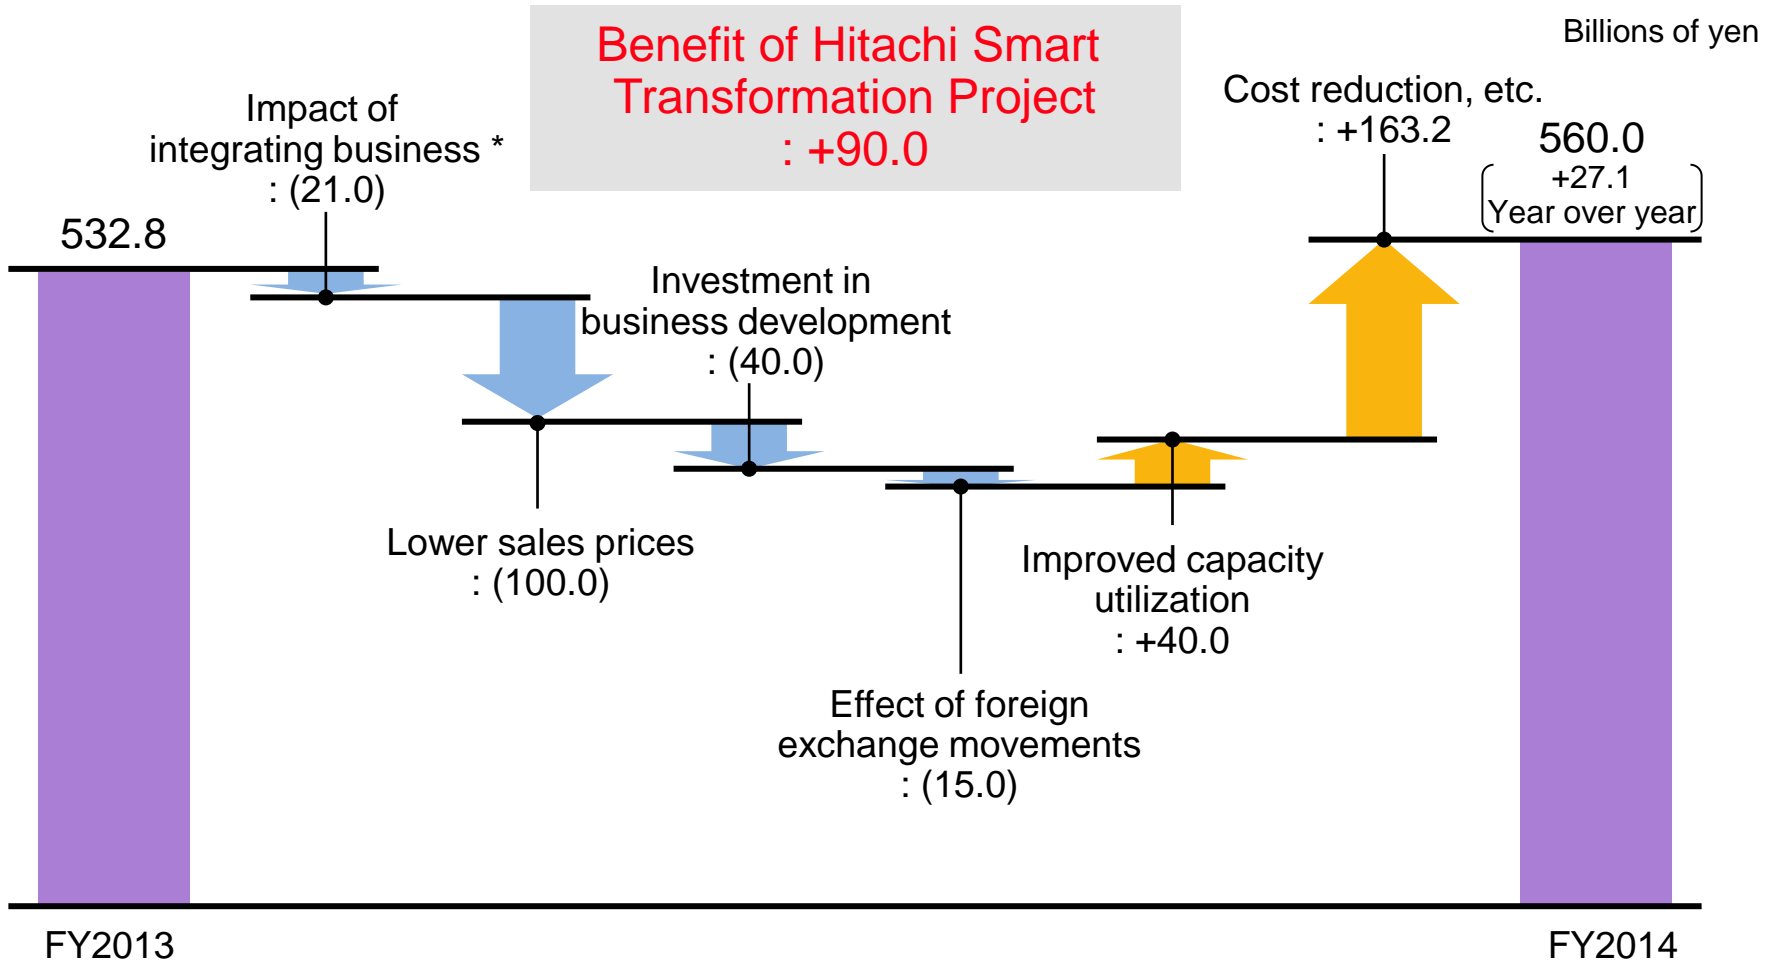 Benefit of Hitachi Smart
Transformation Project
: +90.0
Billions of yen
Impact of
integrating business *
: (21.0)
Cost reduction, etc.
: +163.2
560.0
+27.1
Year over year
532.8
Investment in
business development
: (40.0)
Lower sales prices
: (100.0)
Improved capacity
utilization
: +40.0
Effect of foreign
exchange movements
: (15.0)
FY2013
FY2014